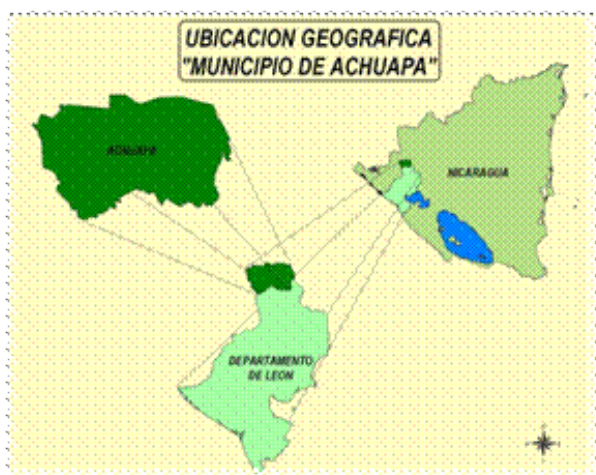 UBICACION GEOGRAFICA
"MUNICIPIO DE ACHUAPA"
ACHUAPA
NICARAGUA
DEPARTAMENTO
DE LEON